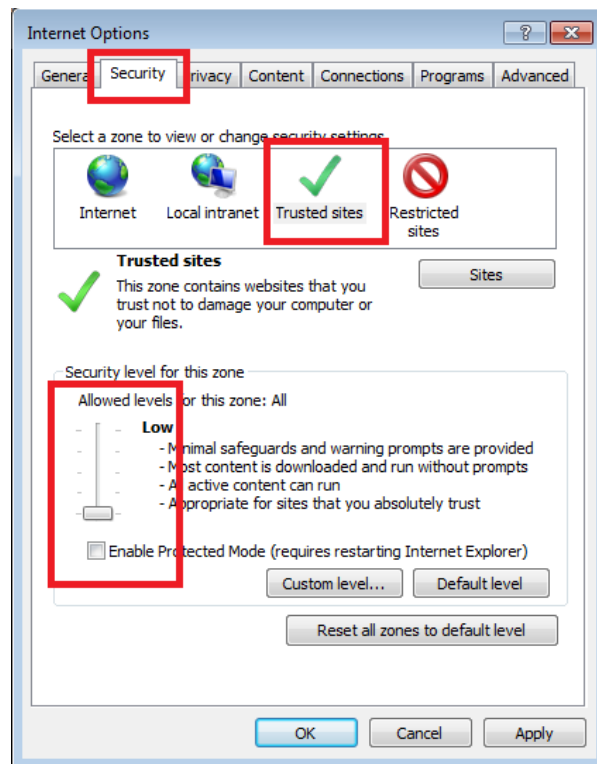 Internet Options
General Security Privacy Content Connections Programs Advanced
Select a zone to view or change security settings.
Internet Local intranet Trusted sites Restricted sites
Trusted sites
This zone contains websites that you
trust not to damage your computer or
your files.
Sites
Security level for this zone
Allowed levels for this zone: All
Low
- Minimal safeguards and warning prompts are provided
- Most content is downloaded and run without prompts
- All active content can run
- Appropriate for sites that you absolutely trust
Enable Protected Mode (requires restarting Internet Explorer)
Custom level... Default level
Reset all zones to default level
OK Cancel Apply